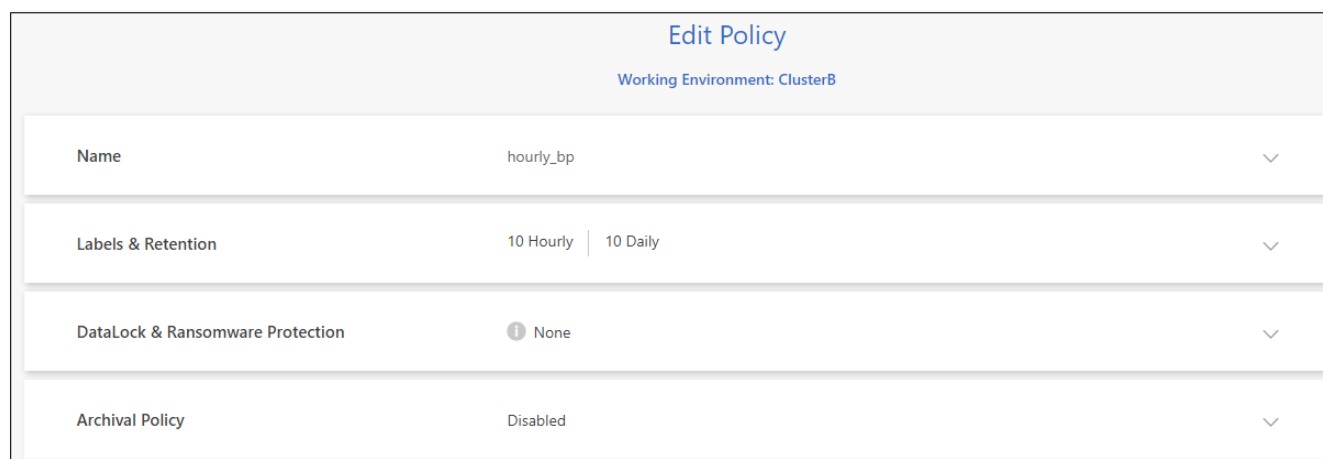 Edit Policy
Working Environment: ClusterB
Name hourly_bp
Labels & Retention 10 Hourly 10 Daily
DataLock & Ransomware Protection None
Archival Policy Disabled